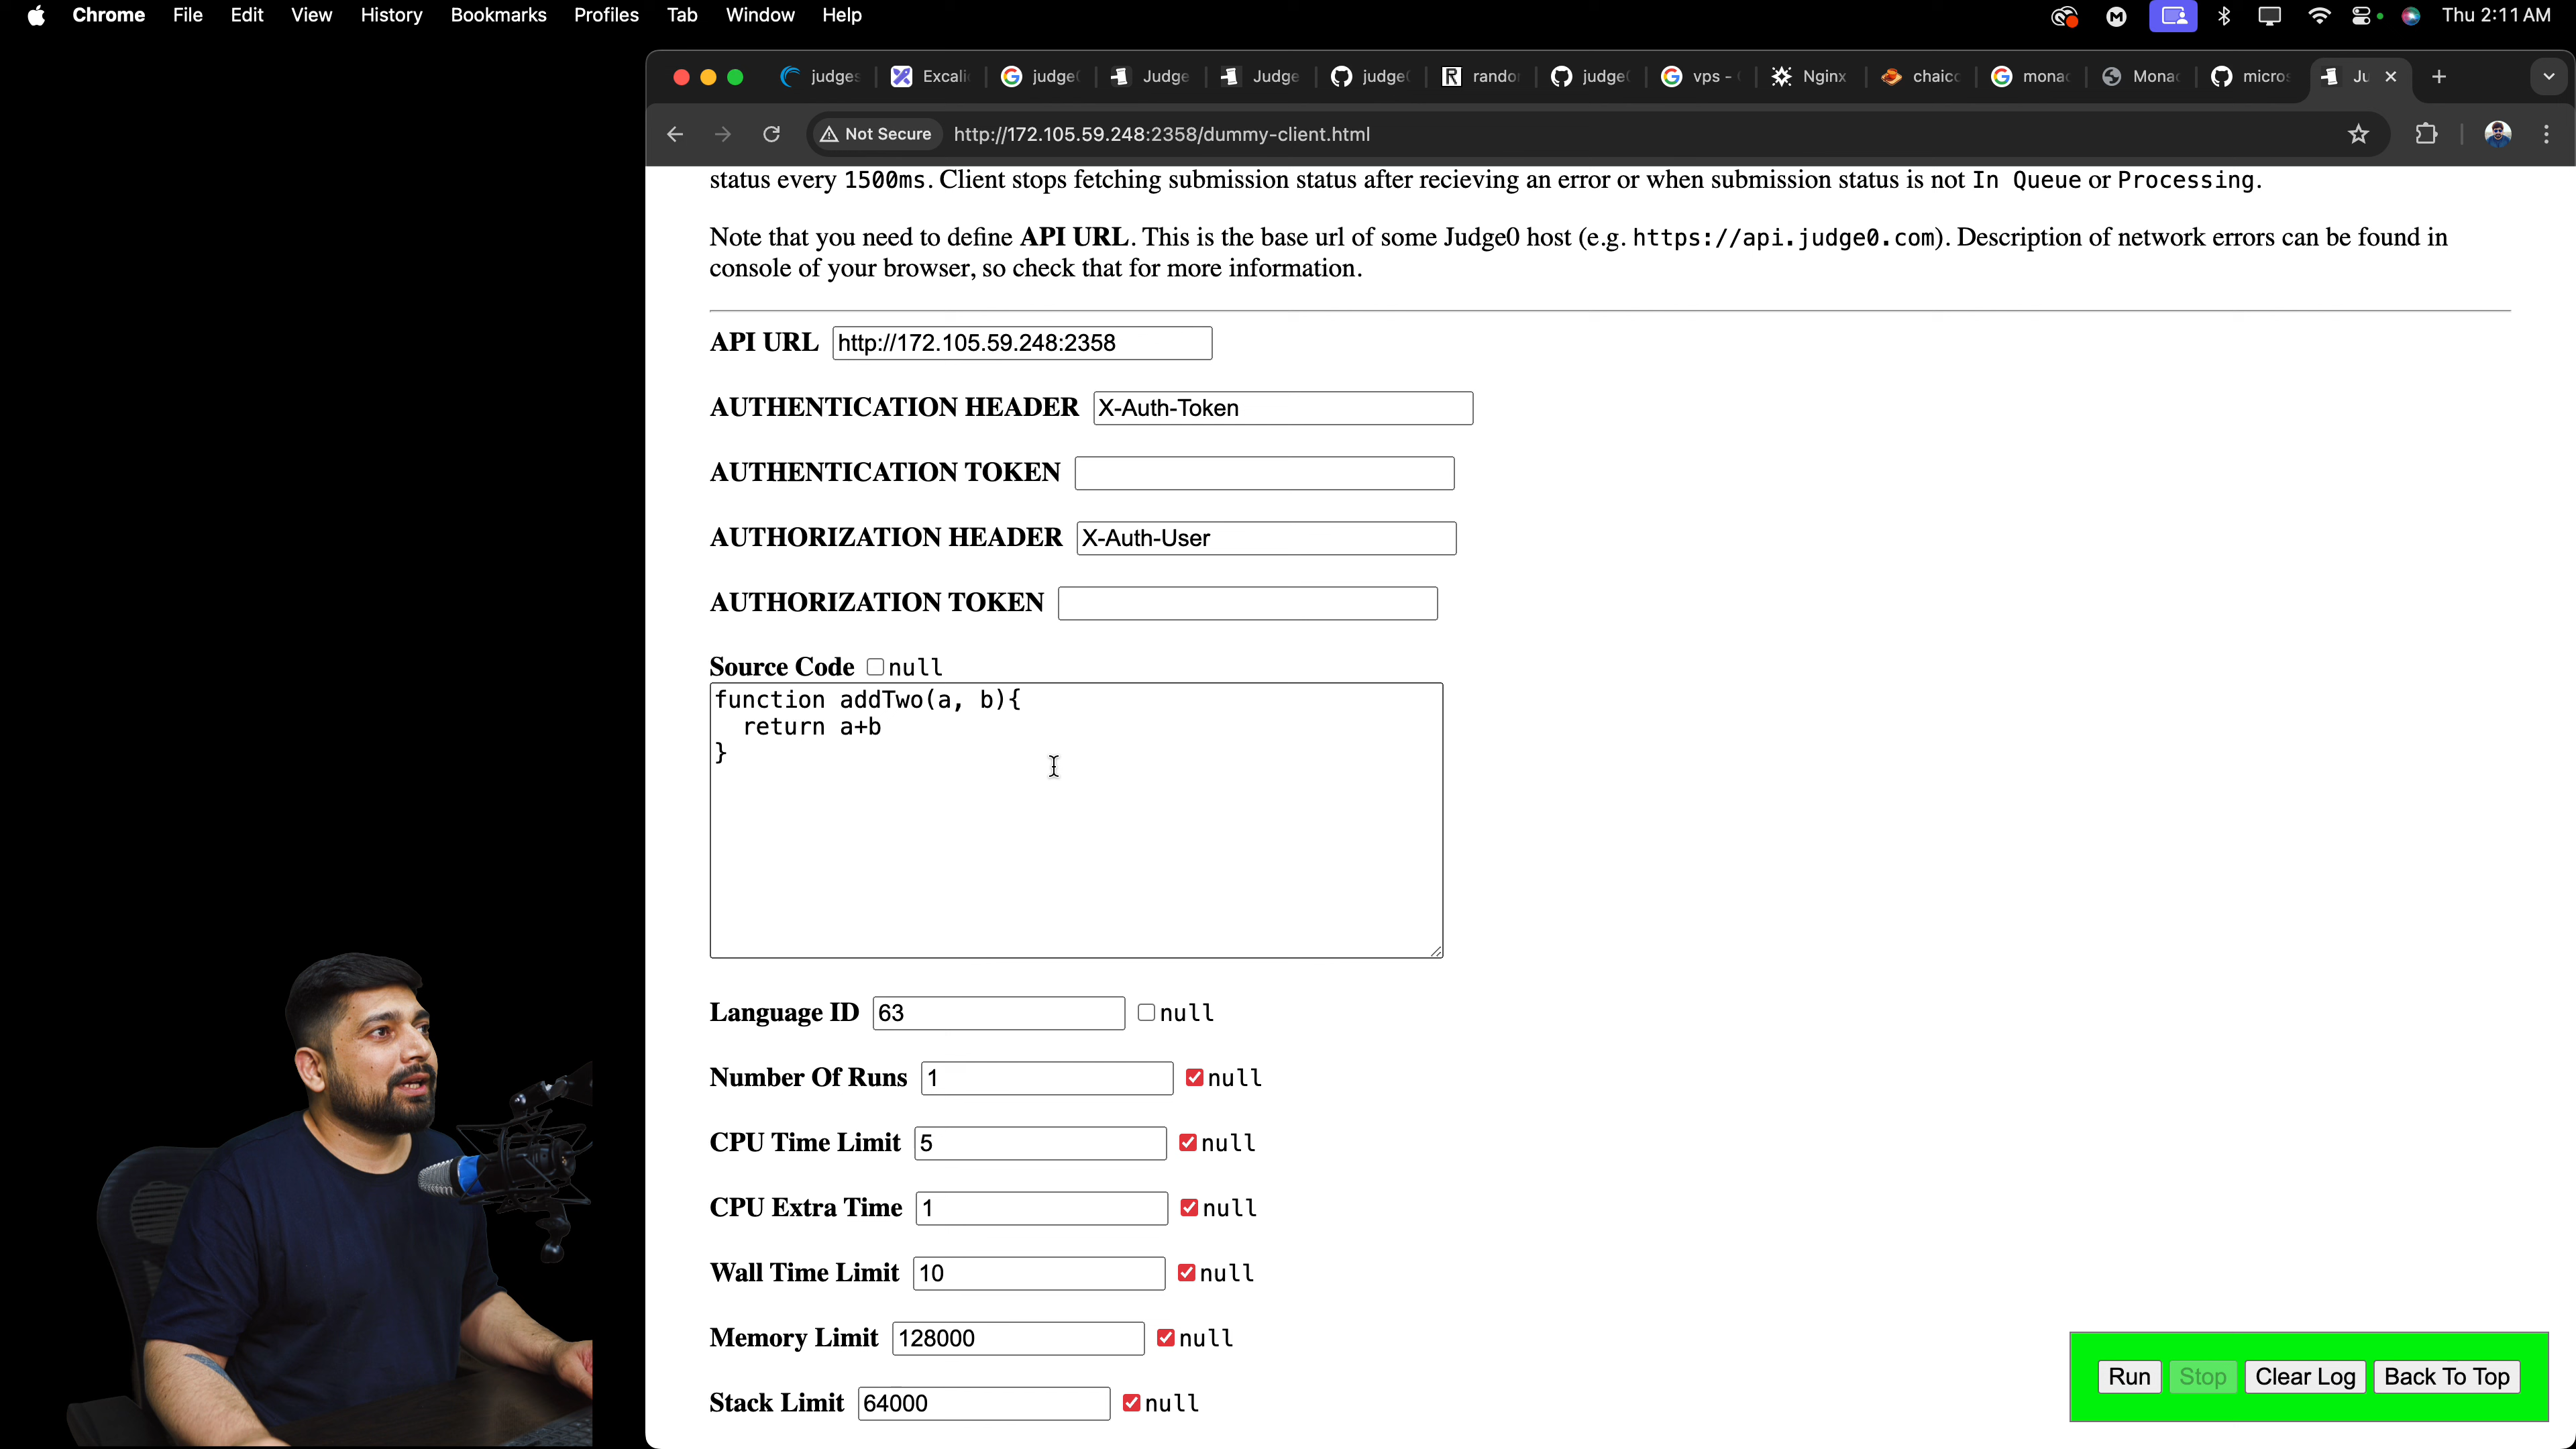 Chrome File Edit View History Bookmarks Profiles Tab Window Help
Thu 2:11 AM
judges Excali judge Judge Judge judge rando judge vps - Nginx chaico monac Monac micros Ju
Not Secure http://172.105.59.248:2358/dummy-client.html
status every 1500ms. Client stops fetching submission status after recieving an error or when submission status is not In Queue or Processing.
Note that you need to define API URL. This is the base url of some Judge0 host (e.g. https://api.judge0.com). Description of network errors can be found in
console of your browser, so check that for more information.
API URL http://172.105.59.248:2358
AUTHENTICATION HEADER X-Auth-Token
AUTHENTICATION TOKEN
AUTHORIZATION HEADER X-Auth-User
AUTHORIZATION TOKEN
Source Code null
function addTwo(a, b){
return a+b
}
Language ID 63 null
Number Of Runs 1 null
CPU Time Limit 5 null
CPU Extra Time 1 null
Wall Time Limit 10 null
Memory Limit 128000 null
Stack Limit 64000 null
Run Stop Clear Log Back To Top